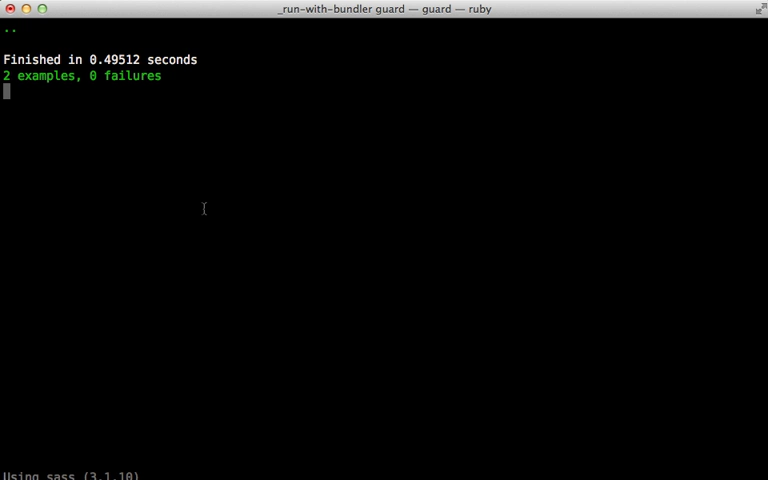 _run-with-bundler guard — guard — ruby
..
Finished in 0.49512 seconds
2 examples, 0 failures
Using sass (3.1.10)